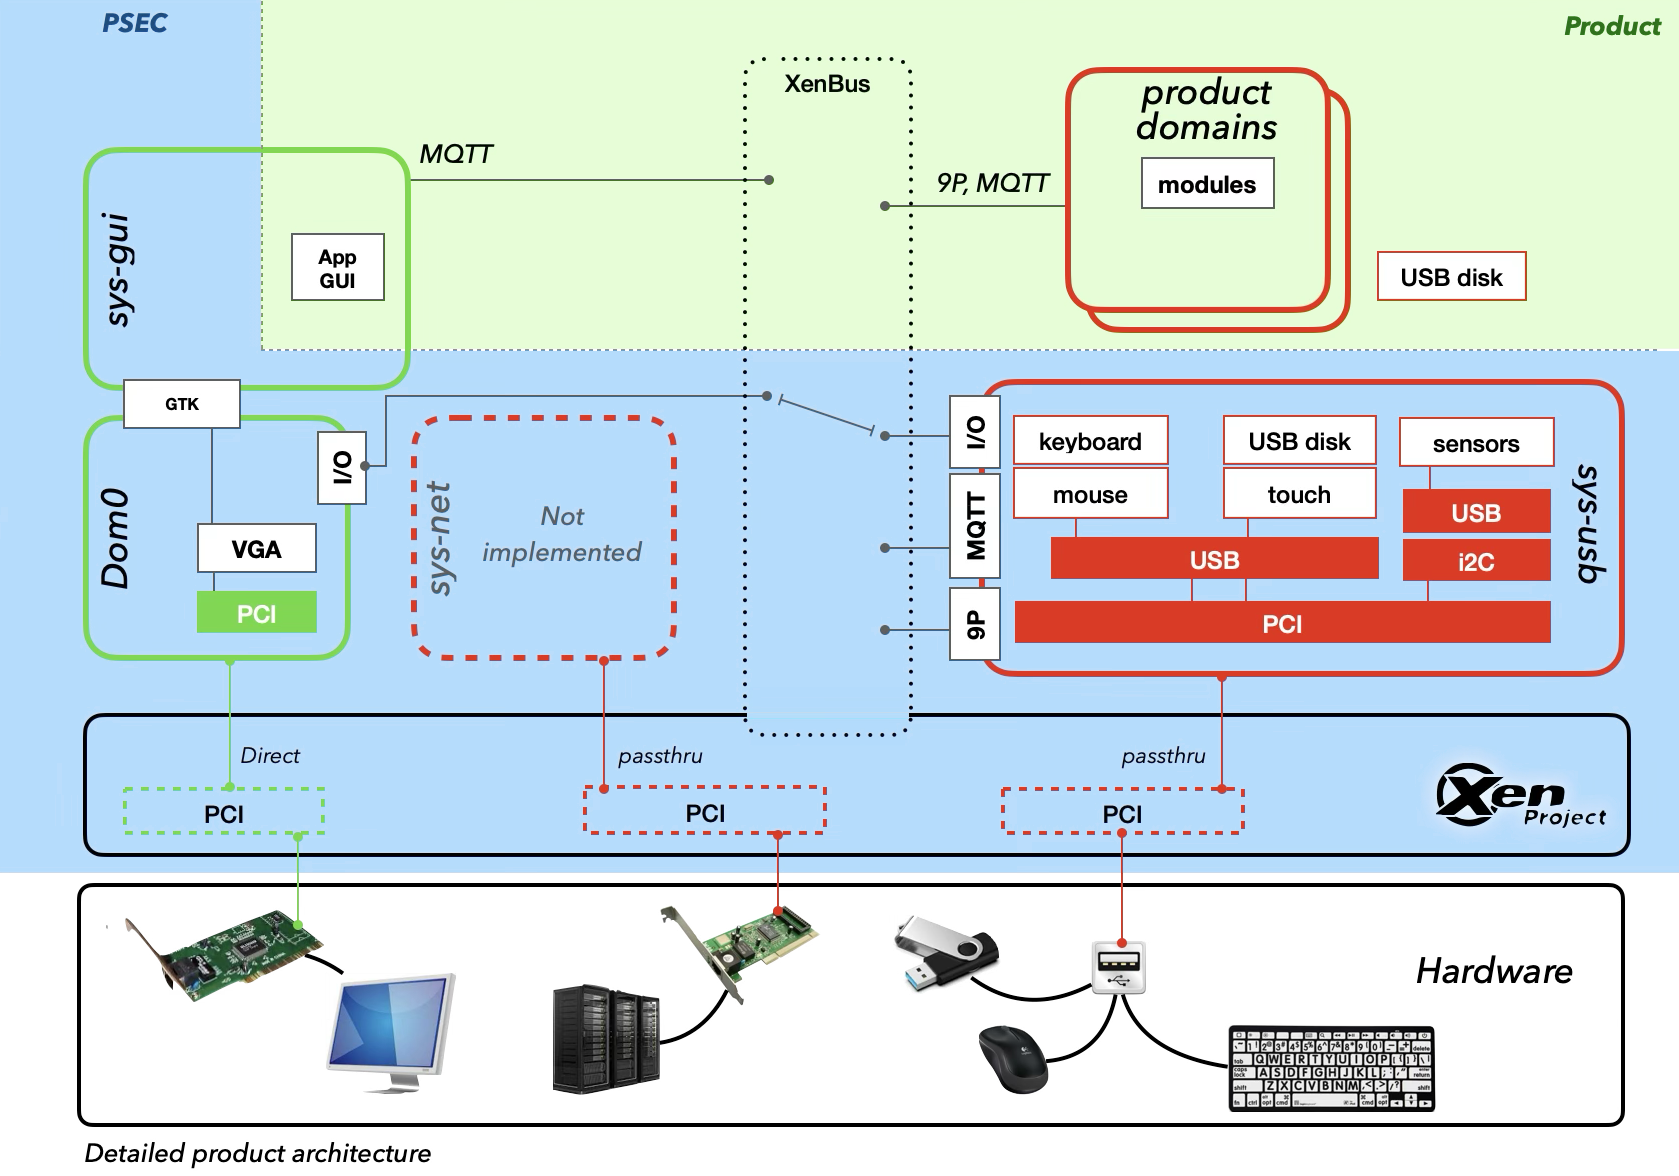 PSEC
Product
XenBus
product
domains
modules
MQTT
9P, MQTT
sys-gui
App
GUI
USB disk
GTK
I/O
Dom0
VGA
PCI
sys-net
Not
implemented
I/O
MQTT
9P
keyboard
mouse
USB disk
touch
sensors
USB
USB
i2C
PCI
sys-usb
Direct
passthru
passthru
PCI
PCI
PCI
Xen
Project
Hardware
Detailed product architecture